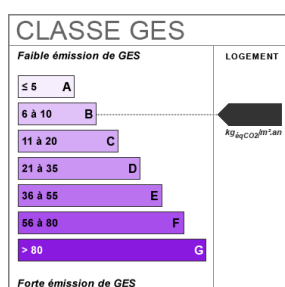 CLASSE GES
Faible émission de GES
LOGEMENT
≤ 5 A
6 à 10 B
kgéqCO2/m².an
11 à 20 C
21 à 35 D
36 à 55 E
56 à 80 F
> 80 G
Forte émission de GES